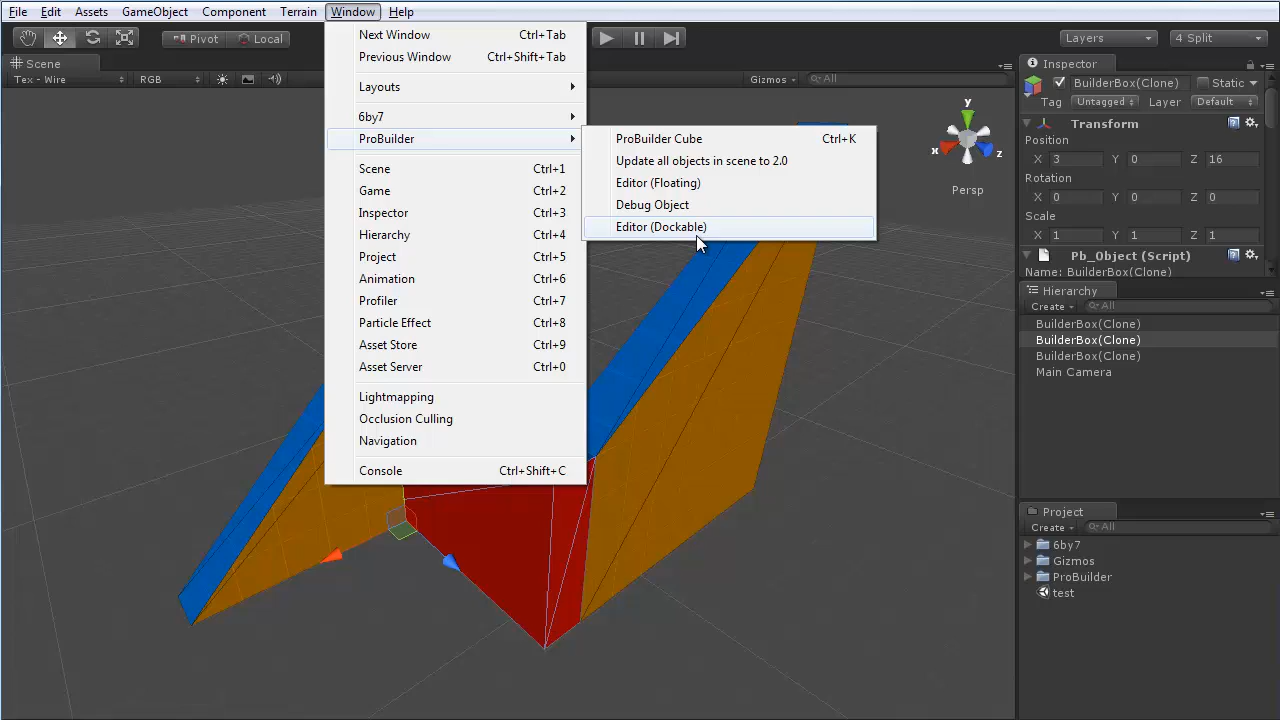 File Edit Assets GameObject Component Terrain Window Help
Pivot Local Layers 4 Split
Scene
Tex - Wire RGB Gizmos All
Next Window Ctrl+Tab
Previous Window Ctrl+Shift+Tab
Layouts
6by7
ProBuilder
Scene Ctrl+1
Game Ctrl+2
Inspector Ctrl+3
Hierarchy Ctrl+4
Project Ctrl+5
Animation Ctrl+6
Profiler Ctrl+7
Particle Effect Ctrl+8
Asset Store Ctrl+9
Asset Server Ctrl+0
Lightmapping
Occlusion Culling
Navigation
Console Ctrl+Shift+C
ProBuilder Cube Ctrl+K
Update all objects in scene to 2.0
Editor (Floating)
Debug Object
Editor (Dockable)
y
x z
Persp
Inspector
BuilderBox(Clone) Static
Tag Untagged Layer Default
Transform
Position
X 3 Y 0 Z 16
Rotation
X 0 Y 0 Z 0
Scale
X 1 Y 1 Z 1
Pb_Object (Script)
Name: BuilderBox(Clone)
Hierarchy
Create All
BuilderBox(Clone)
BuilderBox(Clone)
BuilderBox(Clone)
Main Camera
Project
Create All
6by7
Gizmos
ProBuilder
test